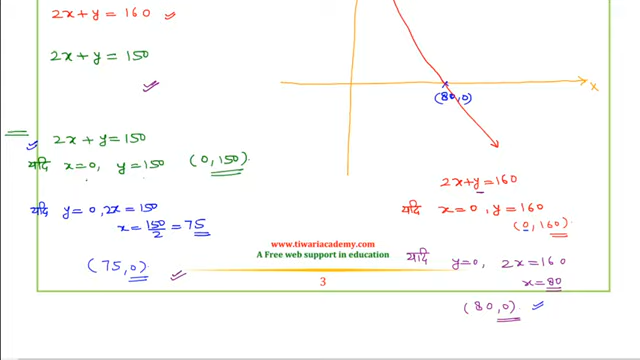 2x + y = 160
2x + y = 150
2x + y = 150
यदि x = 0, y = 150 (0, 150)
यदि y = 0, 2x = 150
x = 150/2 = 75
(75, 0)
x
(80, 0)
2x + y = 160
यदि x = 0, y = 160
(0, 160)
यदि y = 0, 2x = 160
x = 80
(80, 0)
www.tiwariacademy.com
A Free web support in education
3